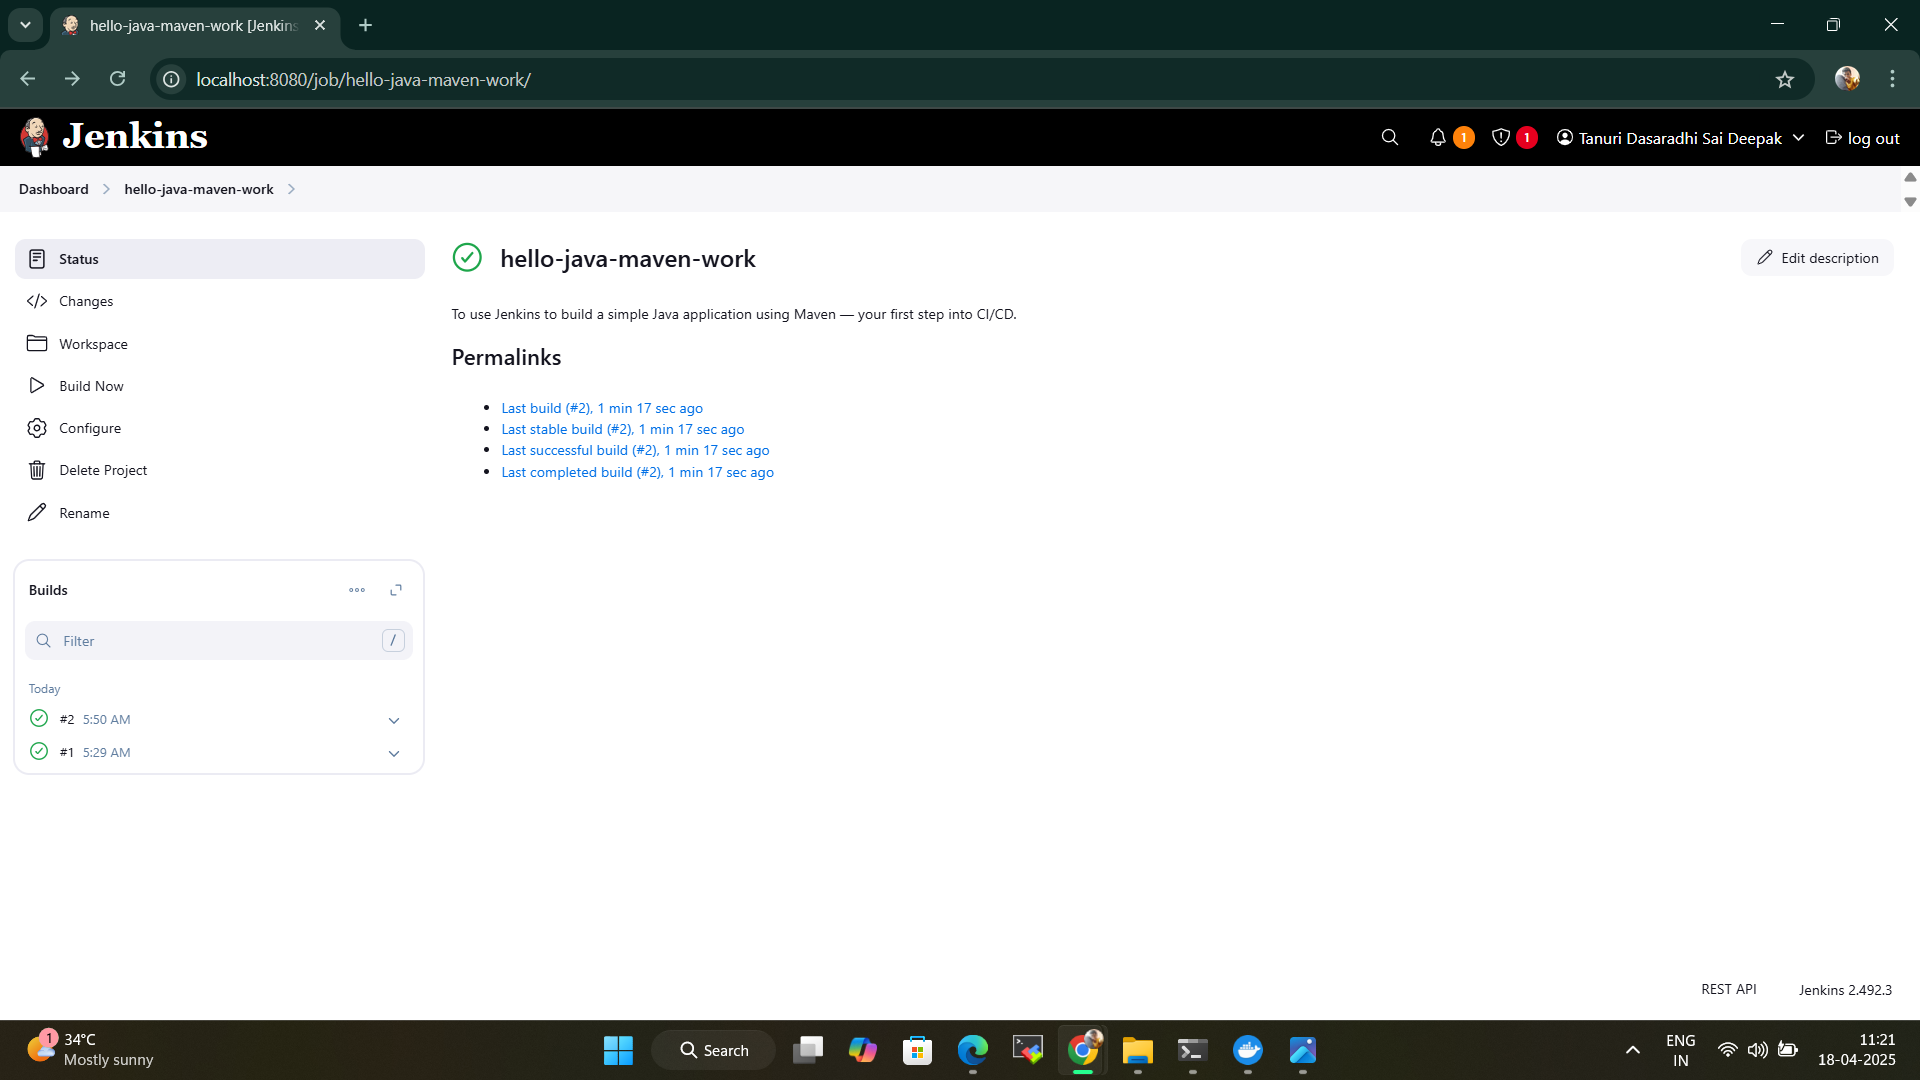 hello-java-maven-work [Jenkins
localhost:8080/job/hello-java-maven-work/
Jenkins
1
1
Tanuri Dasaradhi Sai Deepak
log out
Dashboard
hello-java-maven-work
Status
Changes
Workspace
Build Now
Configure
Delete Project
Rename
Builds
Filter
/
Today
#2 5:50 AM
#1 5:29 AM
hello-java-maven-work
Edit description
To use Jenkins to build a simple Java application using Maven — your first step into CI/CD.
Permalinks
Last build (#2), 1 min 17 sec ago
Last stable build (#2), 1 min 17 sec ago
Last successful build (#2), 1 min 17 sec ago
Last completed build (#2), 1 min 17 sec ago
REST API
Jenkins 2.492.3
1
34°C
Mostly sunny
Search
ENG
IN
11:21
18-04-2025